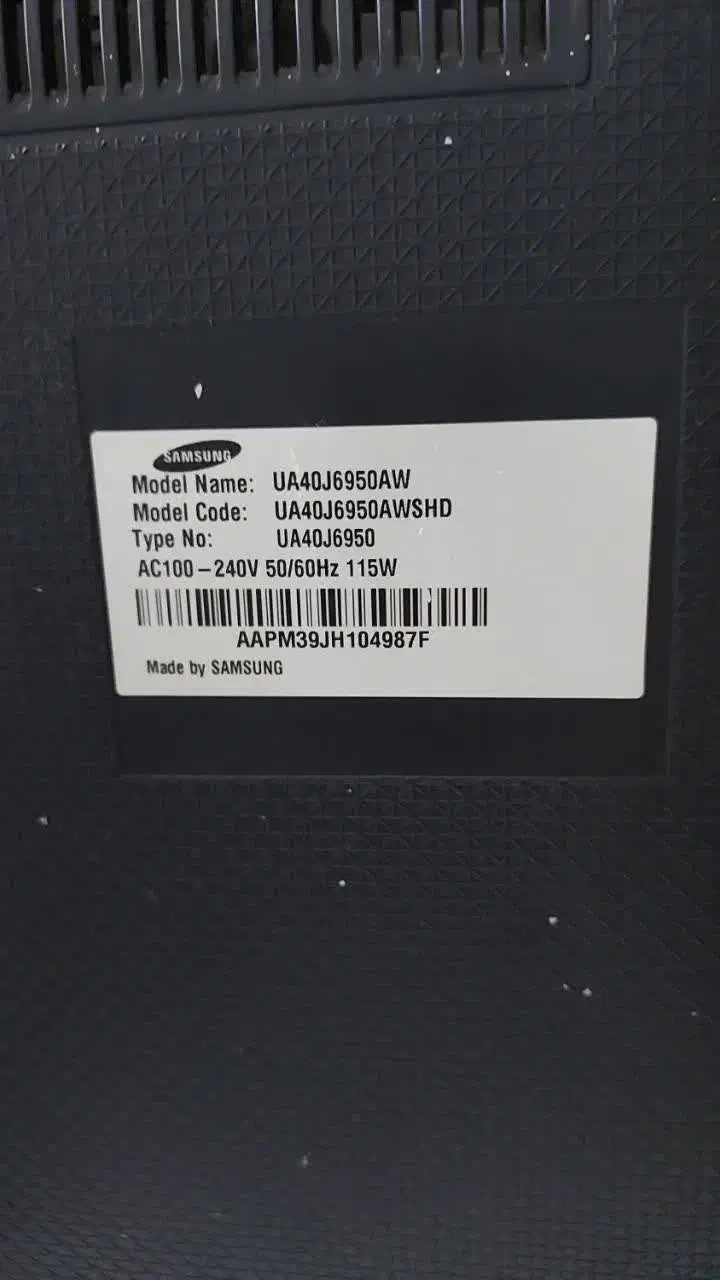 SAMSUNG
Model Name: UA40J6950AW
Model Code: UA40J6950AWSHD
Type No: UA40J6950
AC100-240V 50/60Hz 115W
AAPM39JH104987F
Made by SAMSUNG